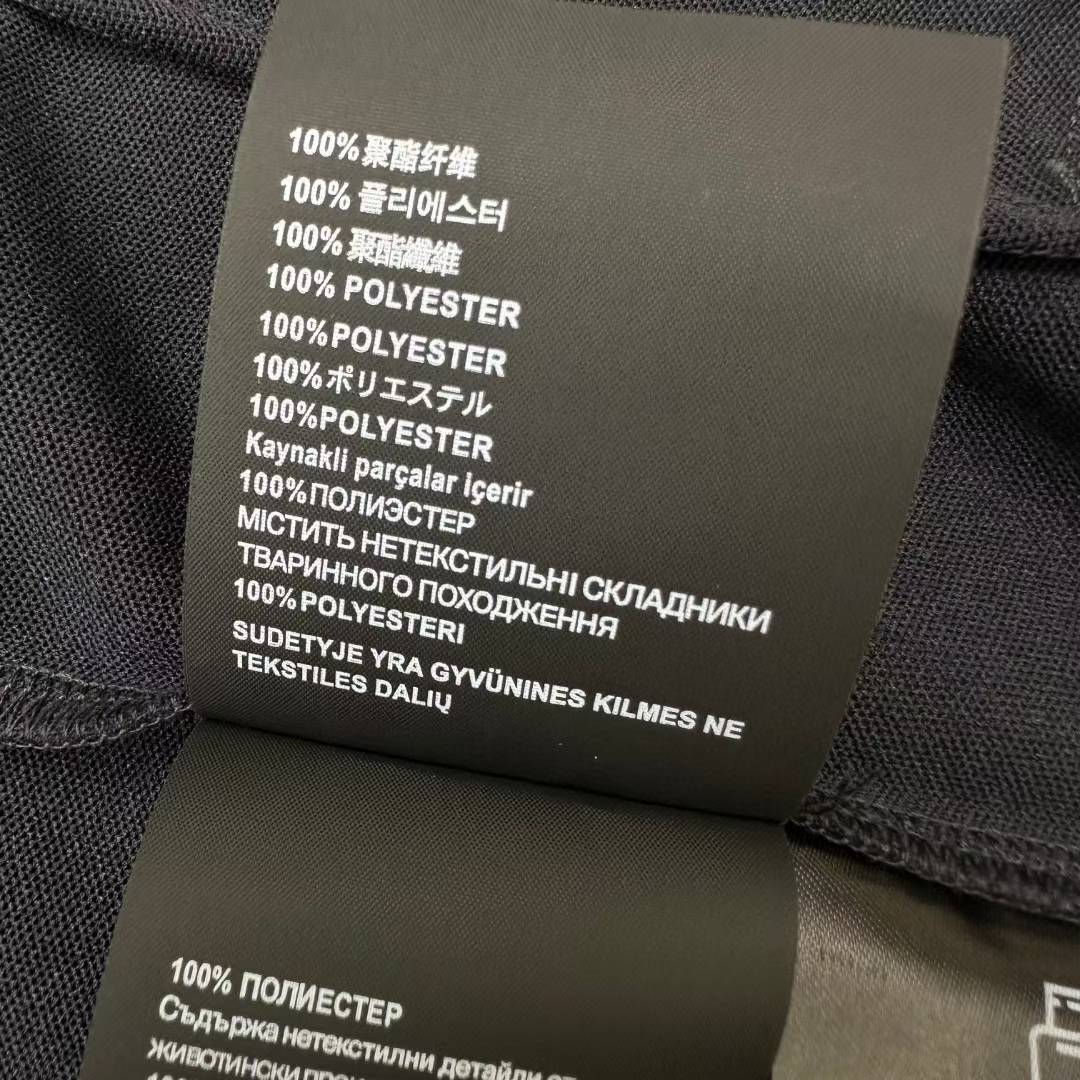 100%聚酯纤维
100% 폴리에스터
100% 聚酯纖維
100% POLYESTER
100%POLYESTER
100%ポリエステル
100%POLYESTER
Kaynakli parçalar içerir
100%ПОЛИЭСТЕР
МІСТИТЬ НЕТЕКСТИЛЬНІ СКЛАДНИКИ
ТВАРИННОГО ПОХОДЖЕННЯ
100%POLYESTERI
SUDETYJE YRA GYVŪNINES KILMES NE
TEKSTILES DALIŲ
100% ПОЛИЕСТЕР
Съдържа нетекстилни детайли от
животински